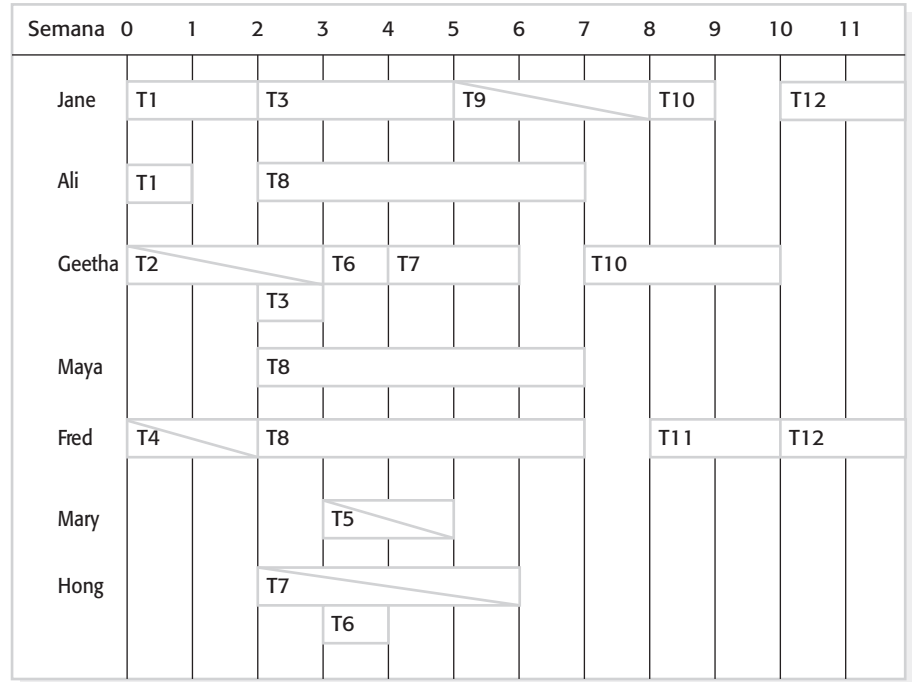 Semana 0 1 2 3 4 5 6 7 8 9 10 11
Jane T1 T3 T9 T10 T12
Ali T1 T8
Geetha T2 T6 T7 T10
T3
Maya T8
Fred T4 T8 T11 T12
Mary T5
Hong T7
T6